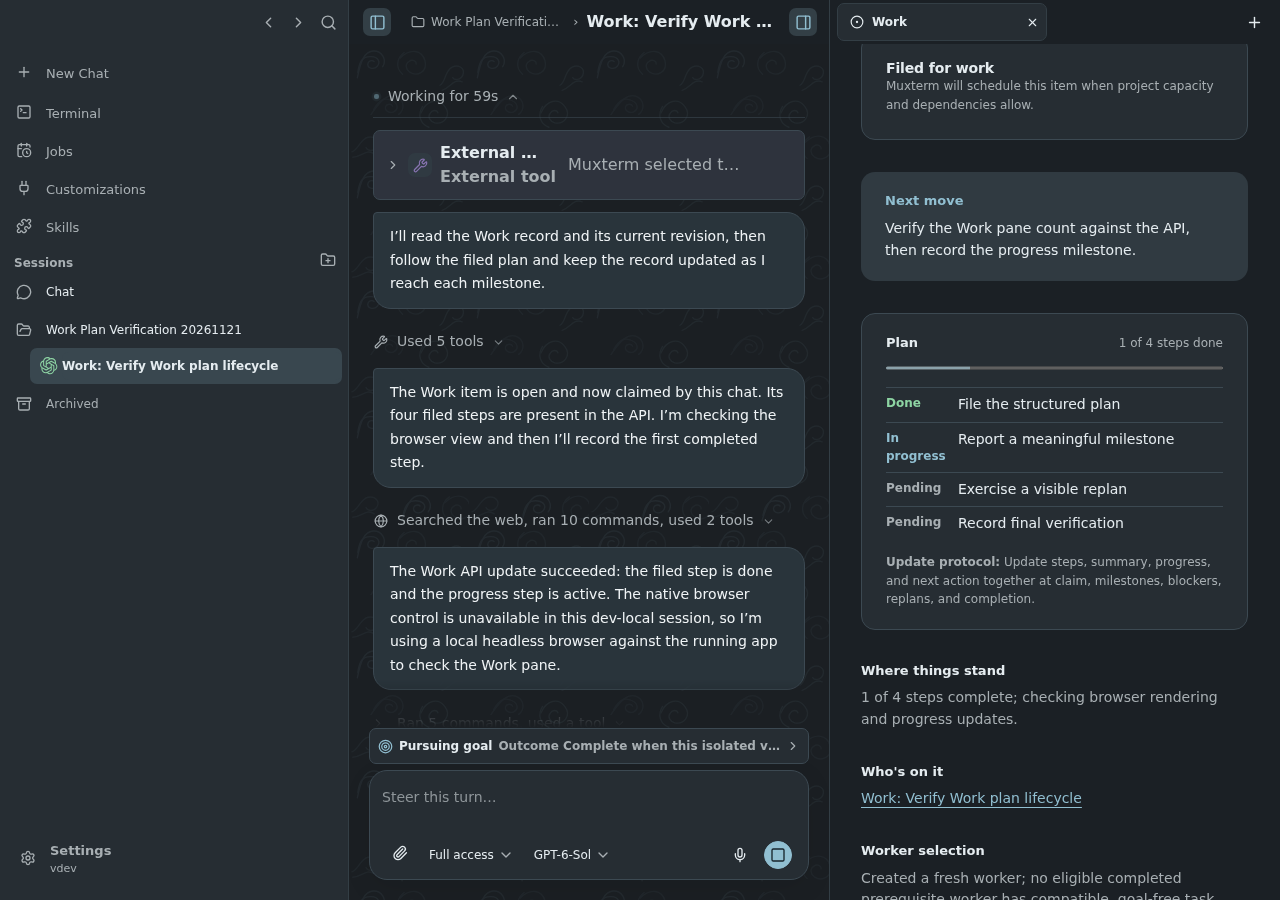 New Chat
Terminal
Jobs
Customizations
Skills
Sessions
Chat
Work Plan Verification 20261121
Work: Verify Work plan lifecycle
Archived
Settings
vdev
Work Plan Verificati… › Work: Verify Work …
Working for 59s
External …
External tool
Muxterm selected t…
I’ll read the Work record and its current revision, then
follow the filed plan and keep the record updated as I
reach each milestone.
Used 5 tools
The Work item is open and now claimed by this chat. Its
four filed steps are present in the API. I’m checking the
browser view and then I’ll record the first completed
step.
Searched the web, ran 10 commands, used 2 tools
The Work API update succeeded: the filed step is done
and the progress step is active. The native browser
control is unavailable in this dev-local session, so I’m
using a local headless browser against the running app
to check the Work pane.
Ran 5 commands, used a tool
Pursuing goal Outcome Complete when this isolated v…
Steer this turn…
Full access
GPT-6-Sol
Work
Filed for work
Muxterm will schedule this item when project capacity
and dependencies allow.
Next move
Verify the Work pane count against the API,
then record the progress milestone.
Plan
1 of 4 steps done
Done File the structured plan
In progress Report a meaningful milestone
Pending Exercise a visible replan
Pending Record final verification
Update protocol: Update steps, summary, progress,
and next action together at claim, milestones, blockers,
replans, and completion.
Where things stand
1 of 4 steps complete; checking browser rendering
and progress updates.
Who's on it
Work: Verify Work plan lifecycle
Worker selection
Created a fresh worker; no eligible completed
prerequisite worker has compatible, goal-free task